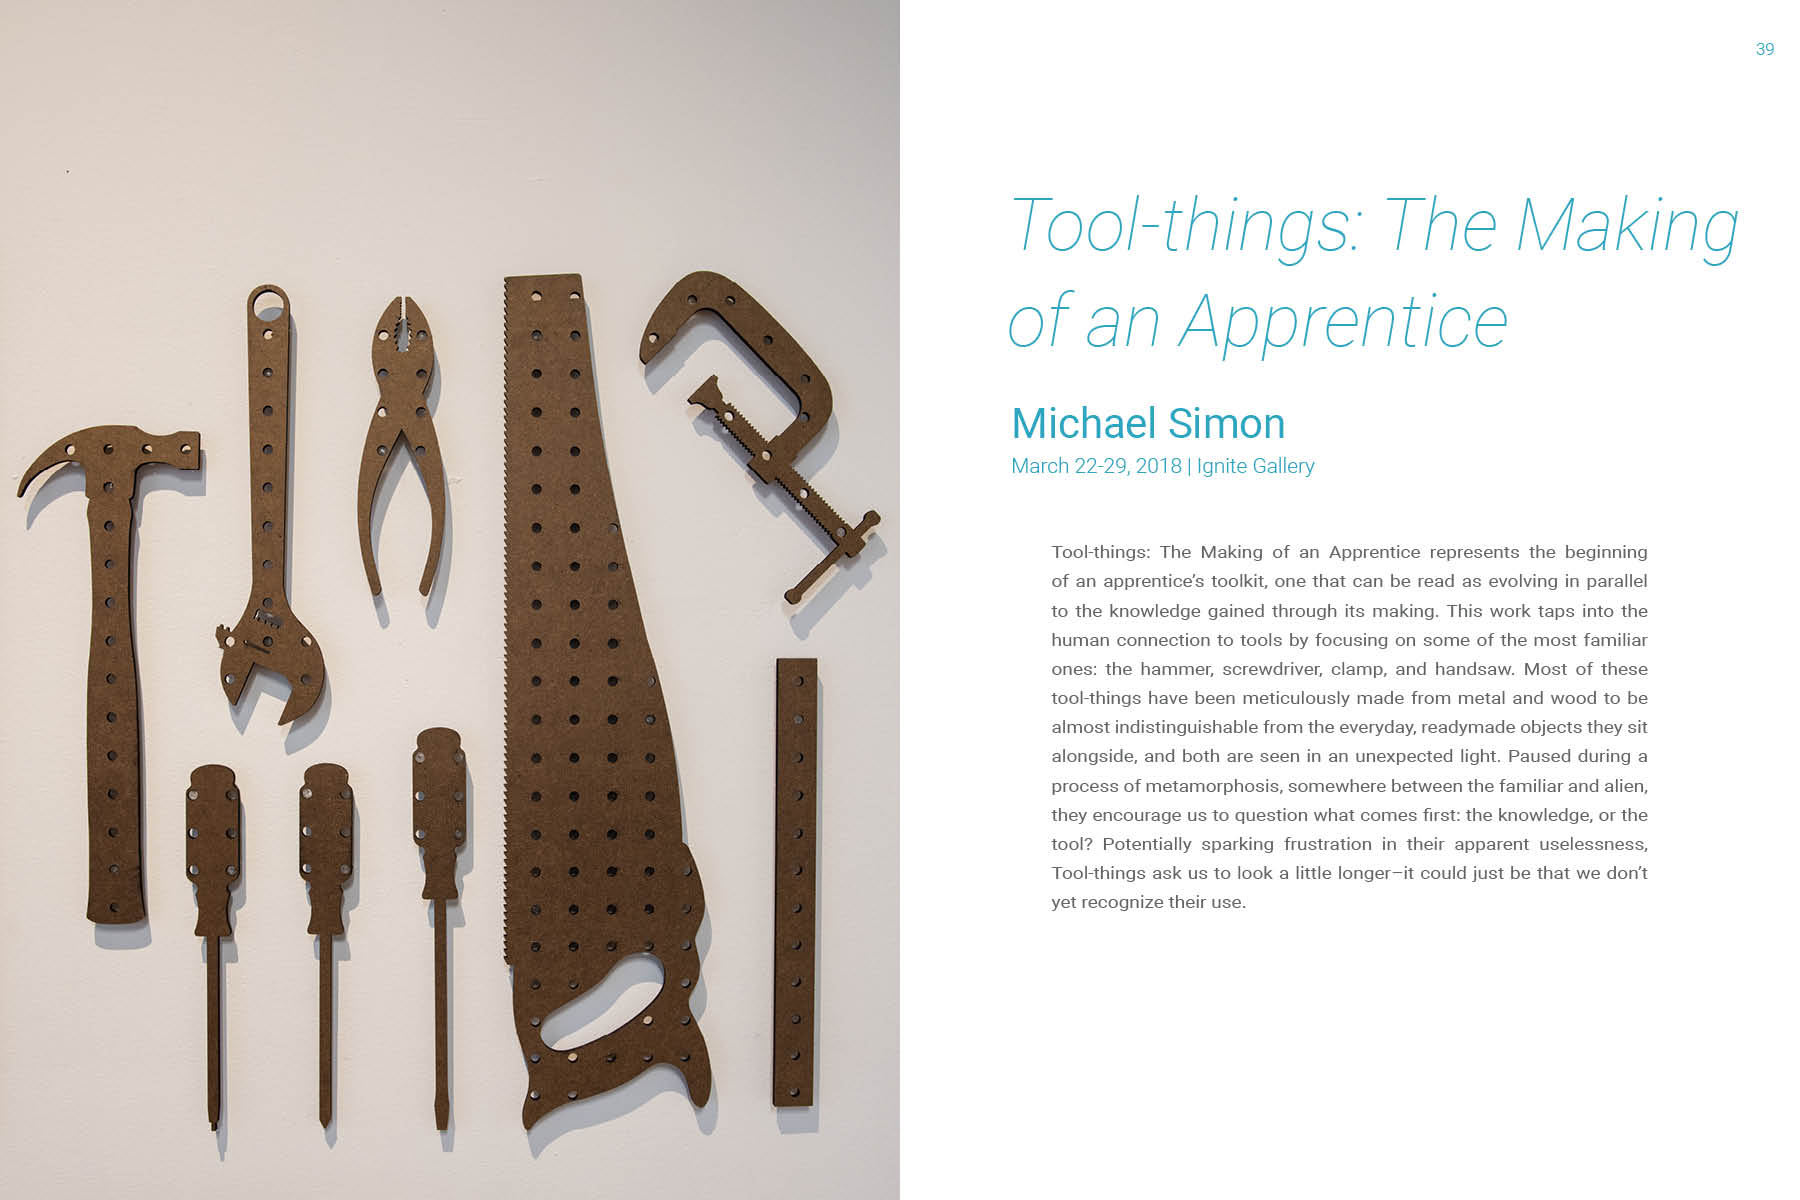 39
Tool-things: The Making
of an Apprentice
Michael Simon
March 22-29, 2018 | Ignite Gallery
Tool-things: The Making of an Apprentice represents the beginning
of an apprentice’s toolkit, one that can be read as evolving in parallel
to the knowledge gained through its making. This work taps into the
human connection to tools by focusing on some of the most familiar
ones: the hammer, screwdriver, clamp, and handsaw. Most of these
tool-things have been meticulously made from metal and wood to be
almost indistinguishable from the everyday, readymade objects they sit
alongside, and both are seen in an unexpected light. Paused during a
process of metamorphosis, somewhere between the familiar and alien,
they encourage us to question what comes first: the knowledge, or the
tool? Potentially sparking frustration in their apparent uselessness,
Tool-things ask us to look a little longer–it could just be that we don’t
yet recognize their use.